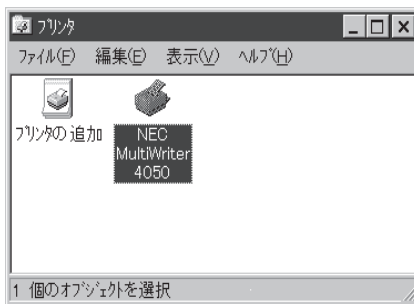 プリンタ
ファイル(F) 編集(E) 表示(V) ヘルプ(H)
プリンタの追加
NEC
MultiWriter
4050
1 個のオブジェクトを選択